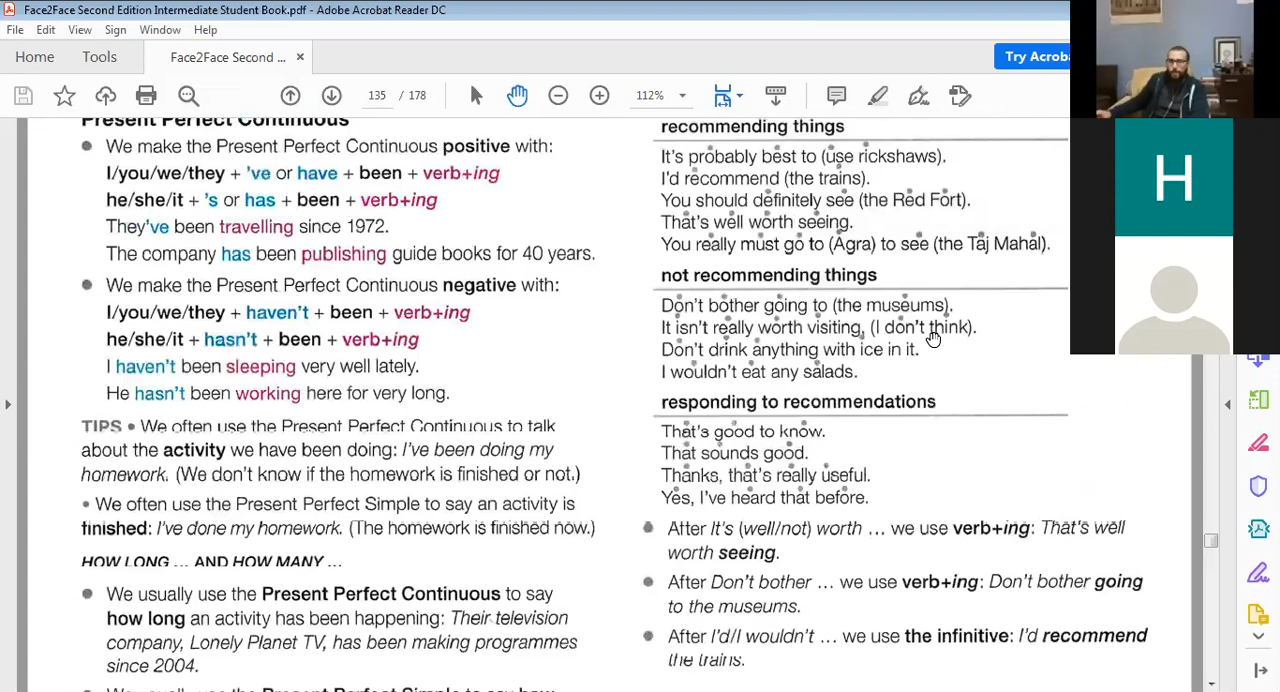 Face2Face Second Edition Intermediate Student Book.pdf - Adobe Acrobat Reader DC
File Edit View Sign Window Help
Home Tools Face2Face Second ... × Try Acroba
135 / 178 112%
Present Perfect Continuous
• We make the Present Perfect Continuous positive with:
I/you/we/they + 've or have + been + verb+ing
he/she/it + 's or has + been + verb+ing
They've been travelling since 1972.
The company has been publishing guide books for 40 years.
• We make the Present Perfect Continuous negative with:
I/you/we/they + haven't + been + verb+ing
he/she/it + hasn't + been + verb+ing
I haven't been sleeping very well lately.
He hasn't been working here for very long.
TIPS • We often use the Present Perfect Continuous to talk
about the activity we have been doing: I've been doing my
homework. (We don't know if the homework is finished or not.)
• We often use the Present Perfect Simple to say an activity is
finished: I've done my homework. (The homework is finished now.)
HOW LONG ... AND HOW MANY ...
• We usually use the Present Perfect Continuous to say
how long an activity has been happening: Their television
company, Lonely Planet TV, has been making programmes
since 2004.
• We usually use the Present Perfect Simple to say how
recommending things
It's probably best to (use rickshaws).
I'd recommend (the trains).
You should definitely see (the Red Fort).
That's well worth seeing.
You really must go to (Agra) to see (the Taj Mahal).
not recommending things
Don't bother going to (the museums).
It isn't really worth visiting, (I don't think).
Don't drink anything with ice in it.
I wouldn't eat any salads.
responding to recommendations
That's good to know.
That sounds good.
Thanks, that's really useful.
Yes, I've heard that before.
• After It's (well/not) worth ... we use verb+ing: That's well
worth seeing.
• After Don't bother ... we use verb+ing: Don't bother going
to the museums.
• After I'd/I wouldn't ... we use the infinitive: I'd recommend
the trains.
H